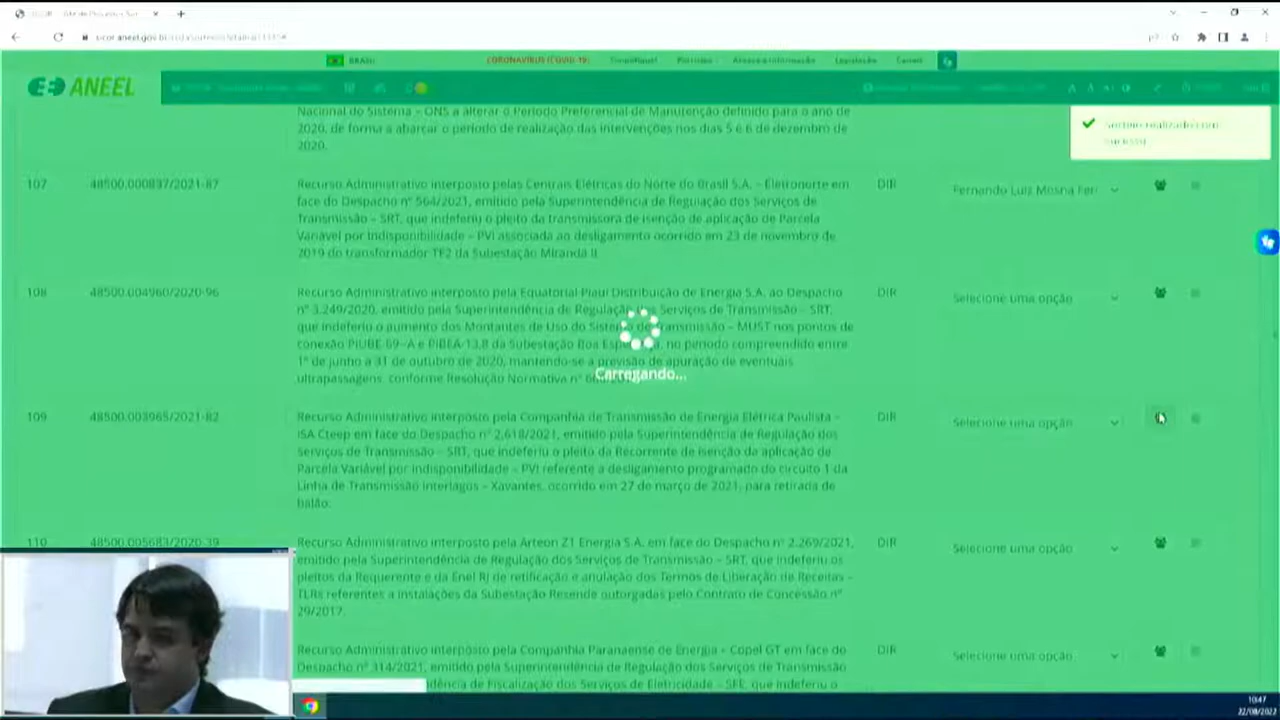 BRASIL
CORONAVÍRUS (COVID-19)
Legislação
Canais
ANEEL
Nacional do Sistema – ONS a alterar o Período Preferencial de Manutenção definido para o ano de
2020, de forma a abarcar o período de realização das intervenções nos dias 5 e 6 de dezembro de
2020.
Sorteio realizado com
sucesso
107
48500.000837/2021-87
Recurso Administrativo interposto pelas Centrais Elétricas do Norte do Brasil S.A. – Eletronorte em
face do Despacho nº 564/2021, emitido pela Superintendência de Regulação dos Serviços de
Transmissão – SRT, que indeferiu o pleito da transmissora de isenção de aplicação de Parcela
Variável por Indisponibilidade – PVI associada ao desligamento ocorrido em 23 de novembro de
2019 do transformador TF2 da Subestação Miranda II.
DIR
Fernando Luiz Mosna Ferr
108
48500.004960/2020-96
Recurso Administrativo interposto pela Equatorial Piauí Distribuição de Energia S.A. ao Despacho
nº 3.249/2020, emitido pela Superintendência de Regulação dos Serviços de Transmissão – SRT,
que indeferiu o aumento dos Montantes de Uso do Sistema de Transmissão – MUST nos pontos de
conexão PIUBE-69-A e PIBEA-13,8 da Subestação Boa Esperança, no período compreendido entre
1º de junho a 31 de outubro de 2020, mantendo-se a previsão de apuração de eventuais
ultrapassagens, conforme Resolução Normativa nº
DIR
Selecione uma opção
Carregando...
109
48500.003965/2021-82
Recurso Administrativo interposto pela Companhia de Transmissão de Energia Elétrica Paulista –
ISA Cteep em face do Despacho nº 2.618/2021, emitido pela Superintendência de Regulação dos
Serviços de Transmissão – SRT, que indeferiu o pleito da Recorrente de isenção da aplicação de
Parcela Variável por Indisponibilidade – PVI referente a desligamento programado do circuito 1 da
Linha de Transmissão Interlagos – Xavantes, ocorrido em 27 de março de 2021, para retirada de
balão.
DIR
Selecione uma opção
110
48500.005683/2020-39
Recurso Administrativo interposto pela Arteon Z1 Energia S.A. em face do Despacho nº 2.269/2021,
emitido pela Superintendência de Regulação dos Serviços de Transmissão – SRT, que indeferiu os
pleitos da Requerente e da Enel RJ de retificação e anulação dos Termos de Liberação de Receitas –
TLRs referentes a instalações da Subestação Resende outorgadas pelo Contrato de Concessão nº
29/2017.
DIR
Selecione uma opção
Recurso Administrativo interposto pela Companhia Paranaense de Energia – Copel GT em face do
Despacho nº 314/2021, emitido pela Superintendência de Regulação dos Serviços de Transmissão
dência de Fiscalização dos Serviços de Eletricidade – SFE, que indeferiu o
DIR
Selecione uma opção
10:47
22/08/2022